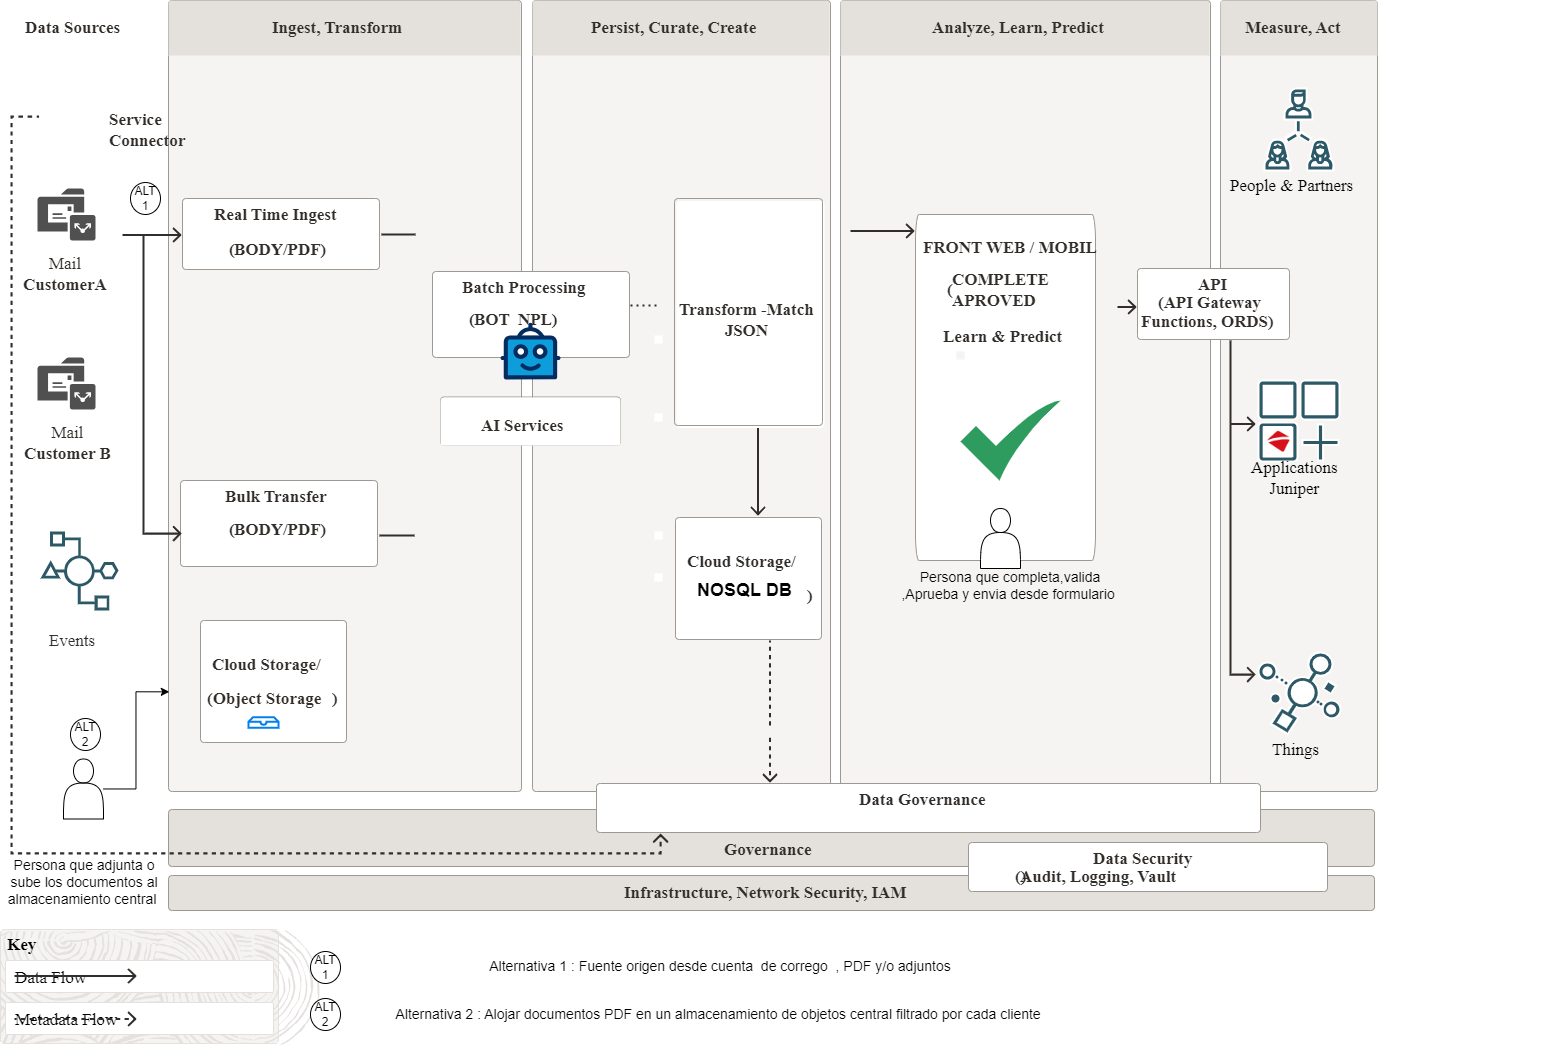 Data Sources
Ingest, Transform
Persist, Curate, Create
Analyze, Learn, Predict
Measure, Act
Service
Connector
ALT
1
Mail
CustomerA
Mail
Customer B
Events
ALT
2
Persona que adjunta o
sube los documentos al
almacenamiento central
Real Time Ingest
(BODY/PDF)
Batch Processing
(BOT NPL)
AI Services
Bulk Transfer
(BODY/PDF)
Cloud Storage/
(Object Storage )
Transform -Match
JSON
Cloud Storage/
NOSQL DB )
FRONT WEB / MOBIL
(COMPLETE
APROVED
Learn & Predict
Persona que completa,valida
,Aprueba y envia desde formulario
API
(API Gateway
Functions, ORDS)
People & Partners
Applications
Juniper
Things
Data Governance
Governance
Data Security
(Audit, Logging, Vault )
Infrastructure, Network Security, IAM
Key
Data Flow
Metadata Flow
ALT
1
Alternativa 1 : Fuente origen desde cuenta de corrego , PDF y/o adjuntos
ALT
2
Alternativa 2 : Alojar documentos PDF en un almacenamiento de objetos central filtrado por cada cliente